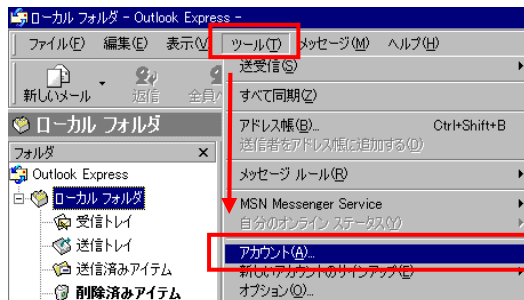 ローカル フォルダ - Outlook Express -
ファイル(F) 編集(E) 表示(V) ツール(T) メッセージ(M) ヘルプ(H)
新しいメール 返信 全員
送受信(S)
すべて同期(Z)
ローカル フォルダ
アドレス帳(B)... Ctrl+Shift+B
送信者をアドレス帳に追加する(D)
フォルダ ×
Outlook Express
メッセージ ルール(R)
ローカル フォルダ
MSN Messenger Service
受信トレイ
自分のオンライン ステータス(Y)
送信トレイ
アカウント(A)...
送信済みアイテム
新しいアカウントのサインアップ(E)
削除済みアイテム
オプション(O)...